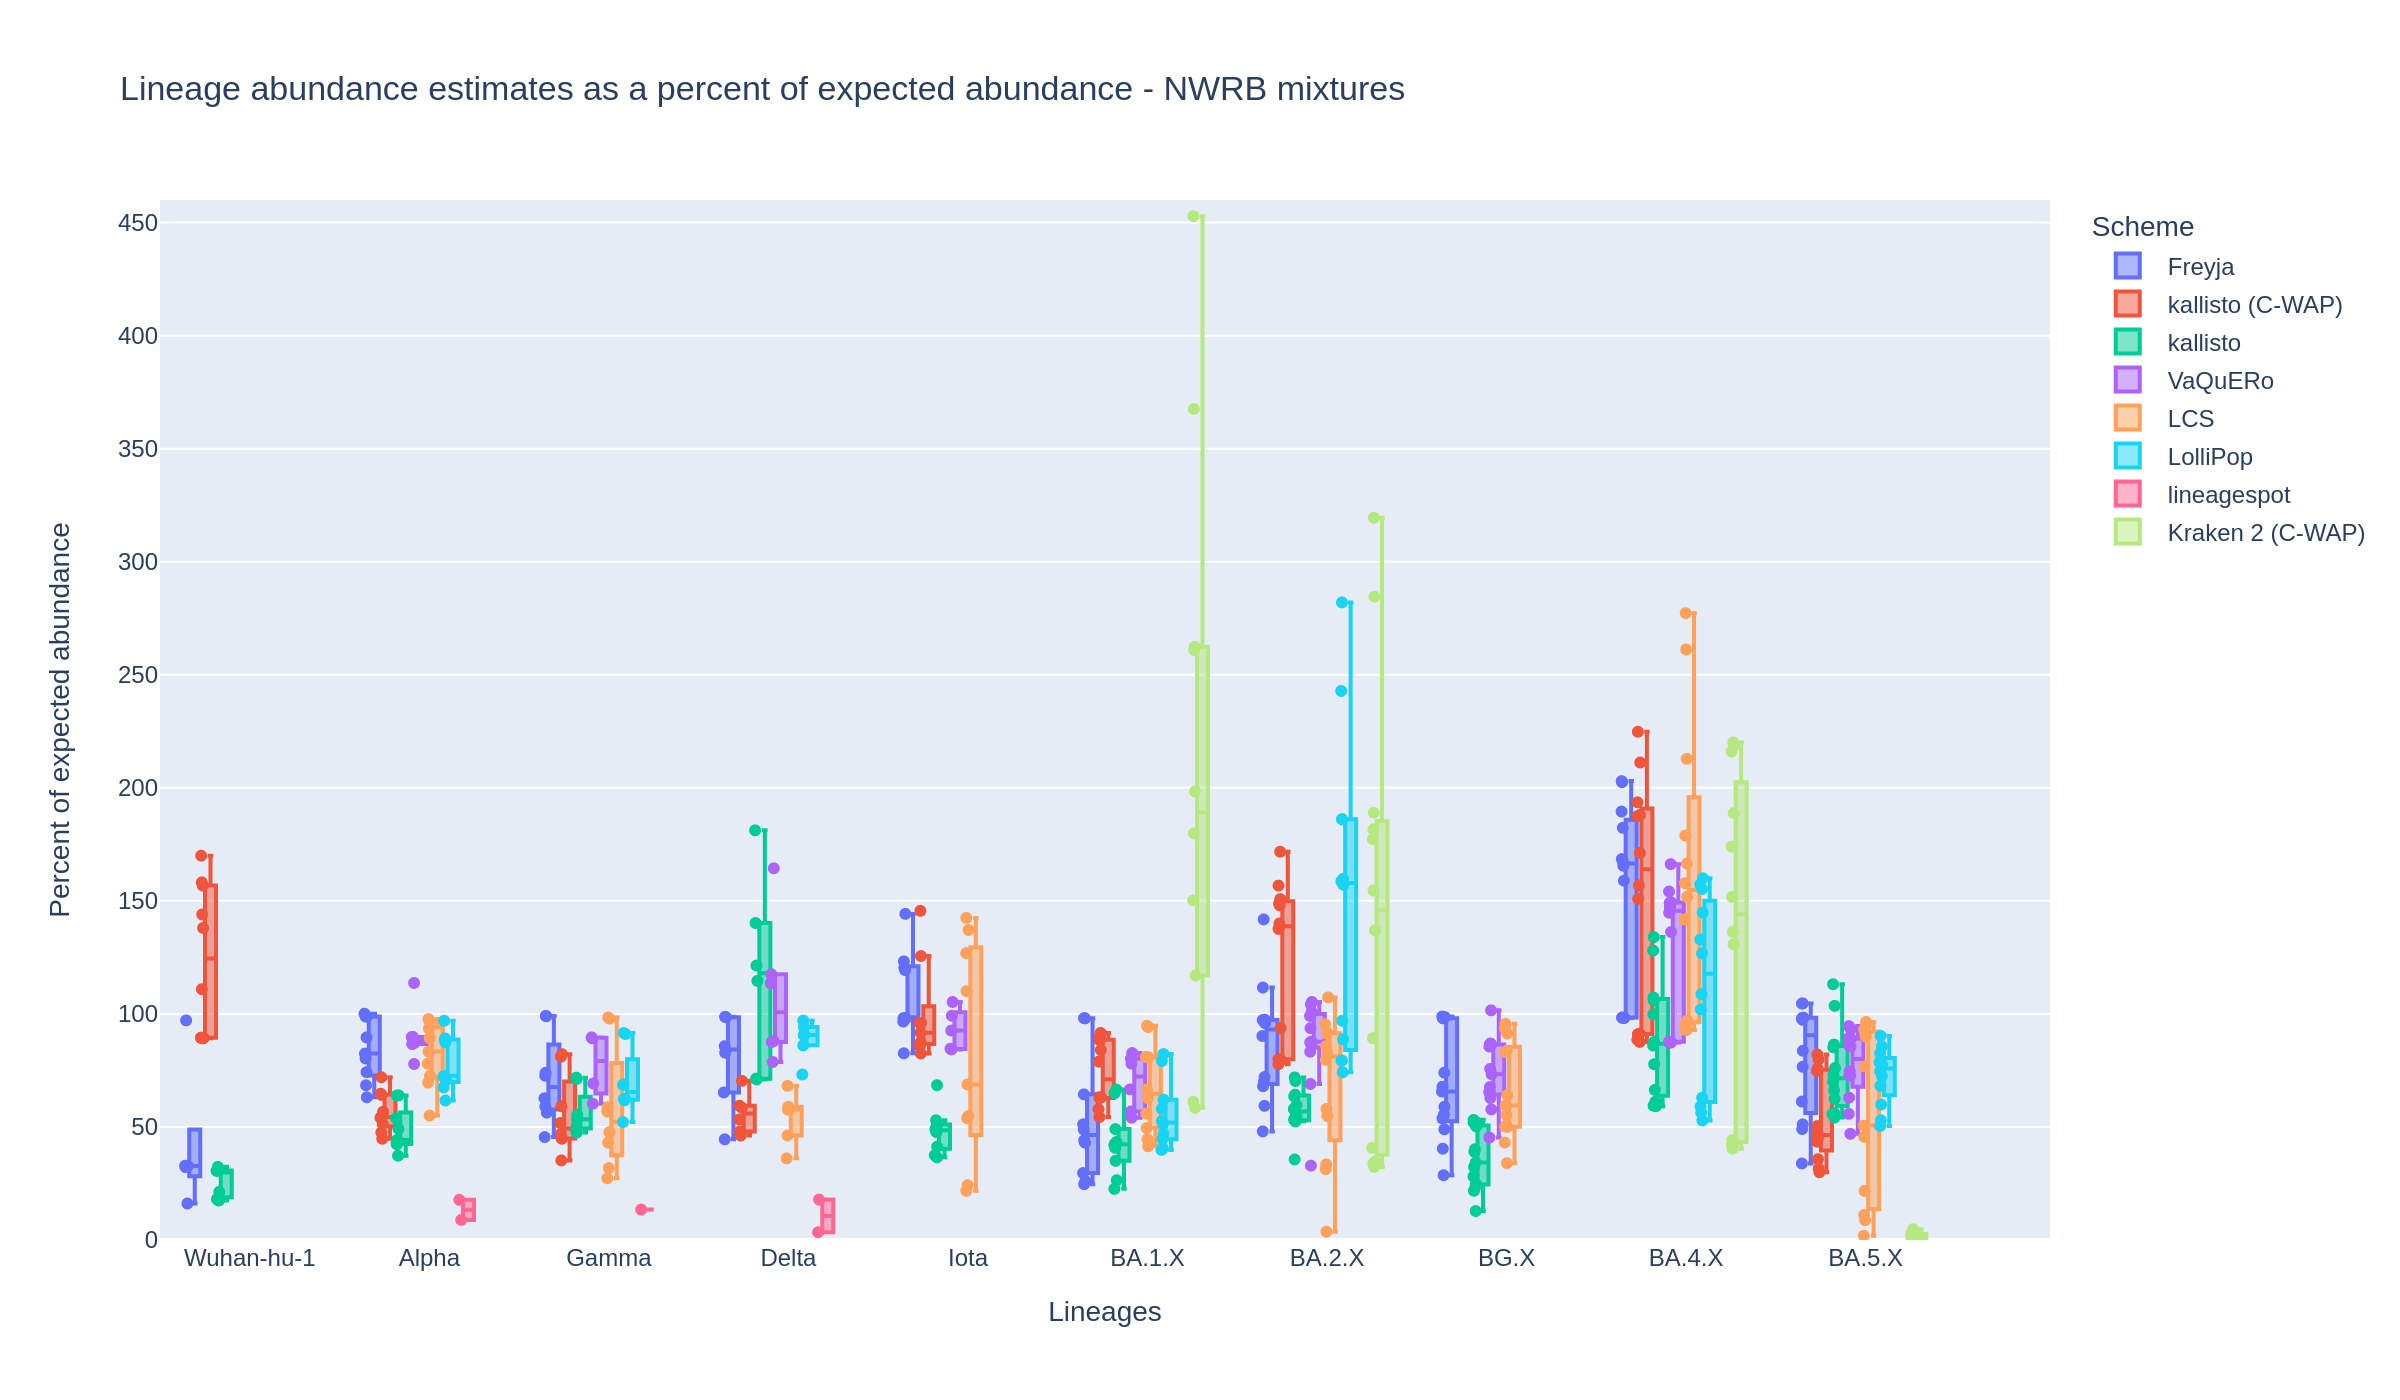 Lineage abundance estimates as a percent of expected abundance - NWRB mixtures
Percent of expected abundance
450
400
350
300
250
200
150
100
50
0
Wuhan-hu-1
Alpha
Gamma
Delta
Iota
BA.1.X
BA.2.X
BG.X
BA.4.X
BA.5.X
Lineages
Scheme
Freyja
kallisto (C-WAP)
kallisto
VaQuERo
LCS
LolliPop
lineagespot
Kraken 2 (C-WAP)